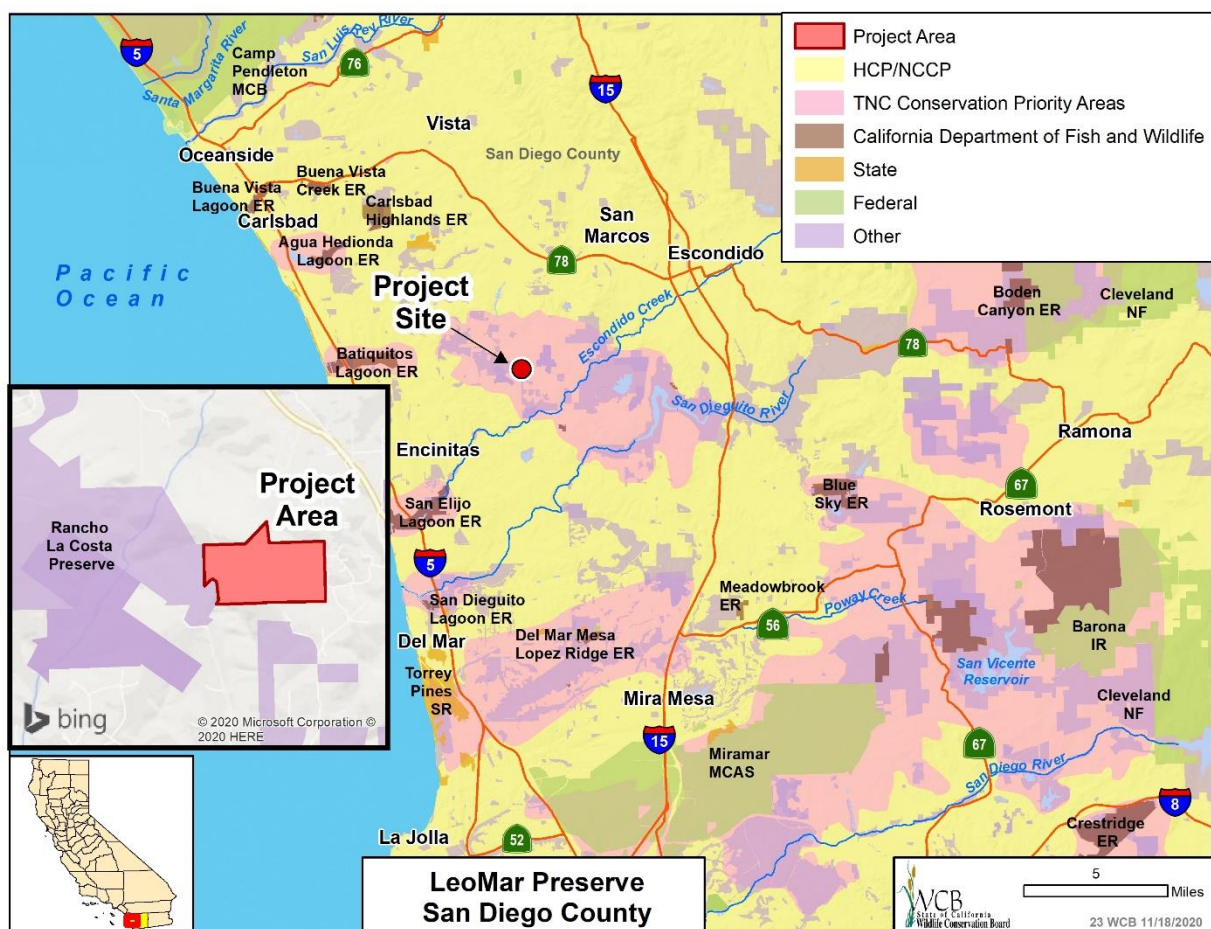 5
Santa Margarita River
Camp
Pendleton
MCB
San Luis Rey River
76
15
Vista
Oceanside
San Diego County
Buena Vista
Lagoon ER
Buena Vista
Creek ER
Carlsbad
Carlsbad
Highlands ER
San
Marcos
Escondido
Agua Hedionda
Lagoon ER
78
Pacific
Ocean
Project
Site
Escondido Creek
Batiquitos
Lagoon ER
San Dieguito River
78
Boden
Canyon ER
Cleveland
NF
Ramona
67
Rosemont
Encinitas
San Elijo
Lagoon ER
Blue
Sky ER
5
San Dieguito
Lagoon ER
Del Mar
Del Mar Mesa
Lopez Ridge ER
Meadowbrook
ER
56
Poway Creek
Barona
IR
San Vicente
Reservoir
Torrey
Pines
SR
Mira Mesa
15
Miramar
MCAS
Cleveland
NF
67
San Diego River
8
La Jolla
52
Crestridge
ER
Project Area
HCP/NCCP
TNC Conservation Priority Areas
California Department of Fish and Wildlife
State
Federal
Other
Project
Area
Rancho
La Costa
Preserve
bing
© 2020 Microsoft Corporation ©
2020 HERE
LeoMar Preserve
San Diego County
WCB
State of California
Wildlife Conservation Board
5
Miles
23 WCB 11/18/2020